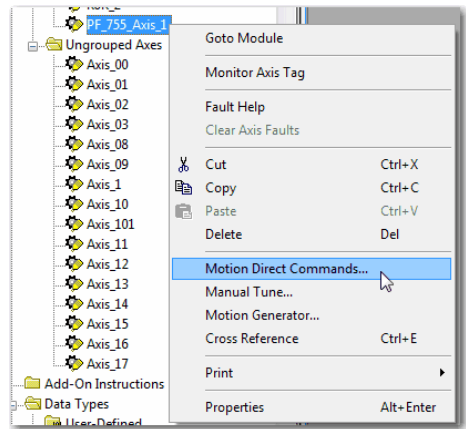 PF_755_Axis_1
Ungrouped Axes
Axis_00
Axis_01
Axis_02
Axis_03
Axis_08
Axis_09
Axis_1
Axis_10
Axis_101
Axis_11
Axis_12
Axis_13
Axis_14
Axis_15
Axis_16
Axis_17
Add-On Instructions
Data Types
User-Defined
Goto Module
Monitor Axis Tag
Fault Help
Clear Axis Faults
Cut Ctrl+X
Copy Ctrl+C
Paste Ctrl+V
Delete Del
Motion Direct Commands...
Manual Tune...
Motion Generator...
Cross Reference Ctrl+E
Print
Properties Alt+Enter